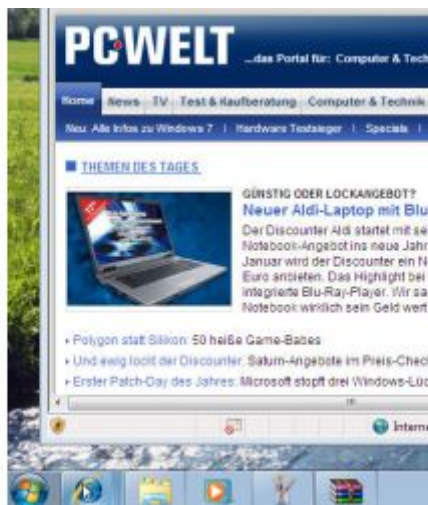 PCWELT
...das Portal für: Computer & Tech
Home News TV Test & Kaufberatung Computer & Technik
Neu: Alle Infos zu Windows 7 | Hardware Testsieger | Specials |
THEMEN DES TAGES
GÜNSTIG ODER LOCKANGEBOT?
Neuer Aldi-Laptop mit Blu
Der Discounter Aldi startet mit se
Notebook-Angebot ins neue Jahr
Januar wird der Discounter ein N
Euro anbieten. Das Highlight bei
integrierte Blu-Ray-Player. Wir sa
Notebook wirklich sein Geld wert
Polygon statt Silikon: 50 heiße Game-Babes
Und ewig lockt der Discounter: Saturn-Angebote im Preis-Chec
Erster Patch-Day des Jahres: Microsoft stopft drei Windows-Lüc
Interne